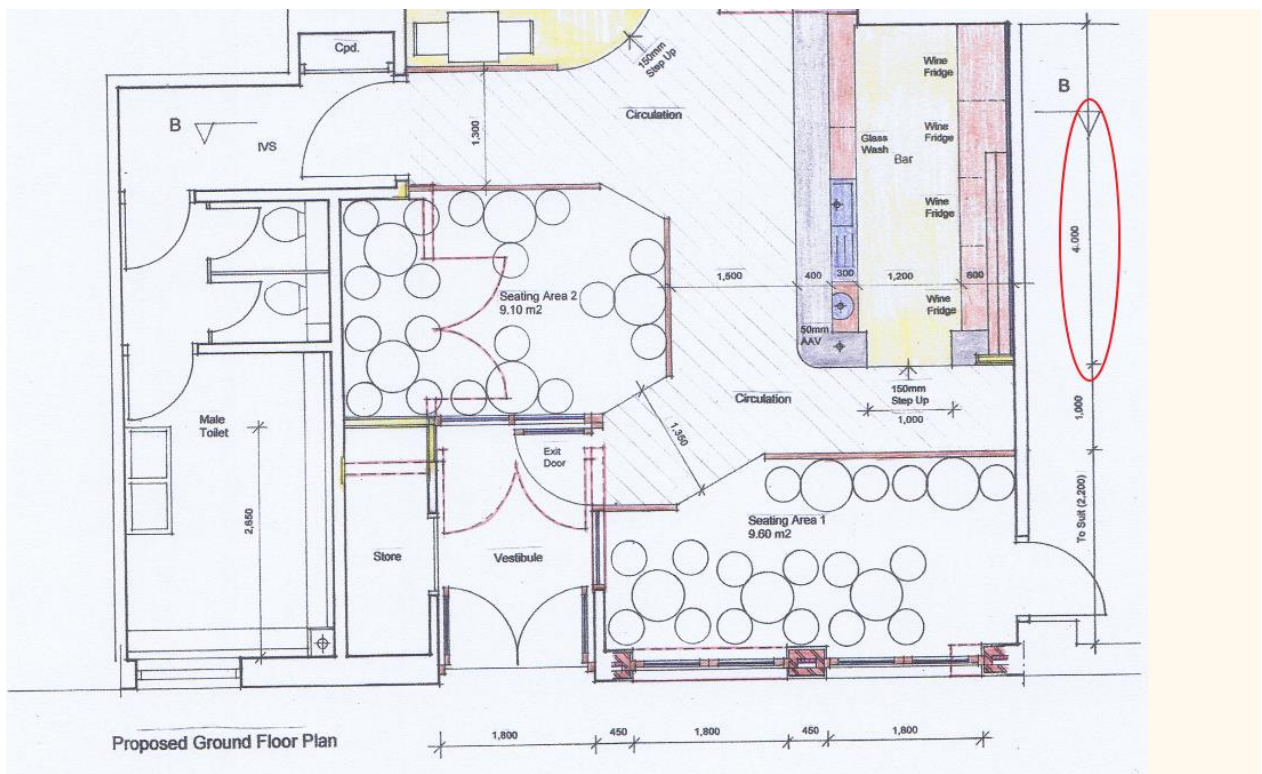 Cpd.
150mm
Step Up
Wine
Fridge
B
B
IVS
1,300
Circulation
Glass
Wash
Wine
Fridge
Bar
Wine
Fridge
4.000
Seating Area 2
9.10 m2
1,500
400
300
1,200
600
Wine
Fridge
50mm
AAV
150mm
Step Up
1,000
Circulation
1,000
Male
Toilet
1,350
Exit
Door
2,650
Seating Area 1
9.60 m2
To Suit (2,200)
Store
Vestibule
Proposed Ground Floor Plan
1,800
450
1,800
450
1,800